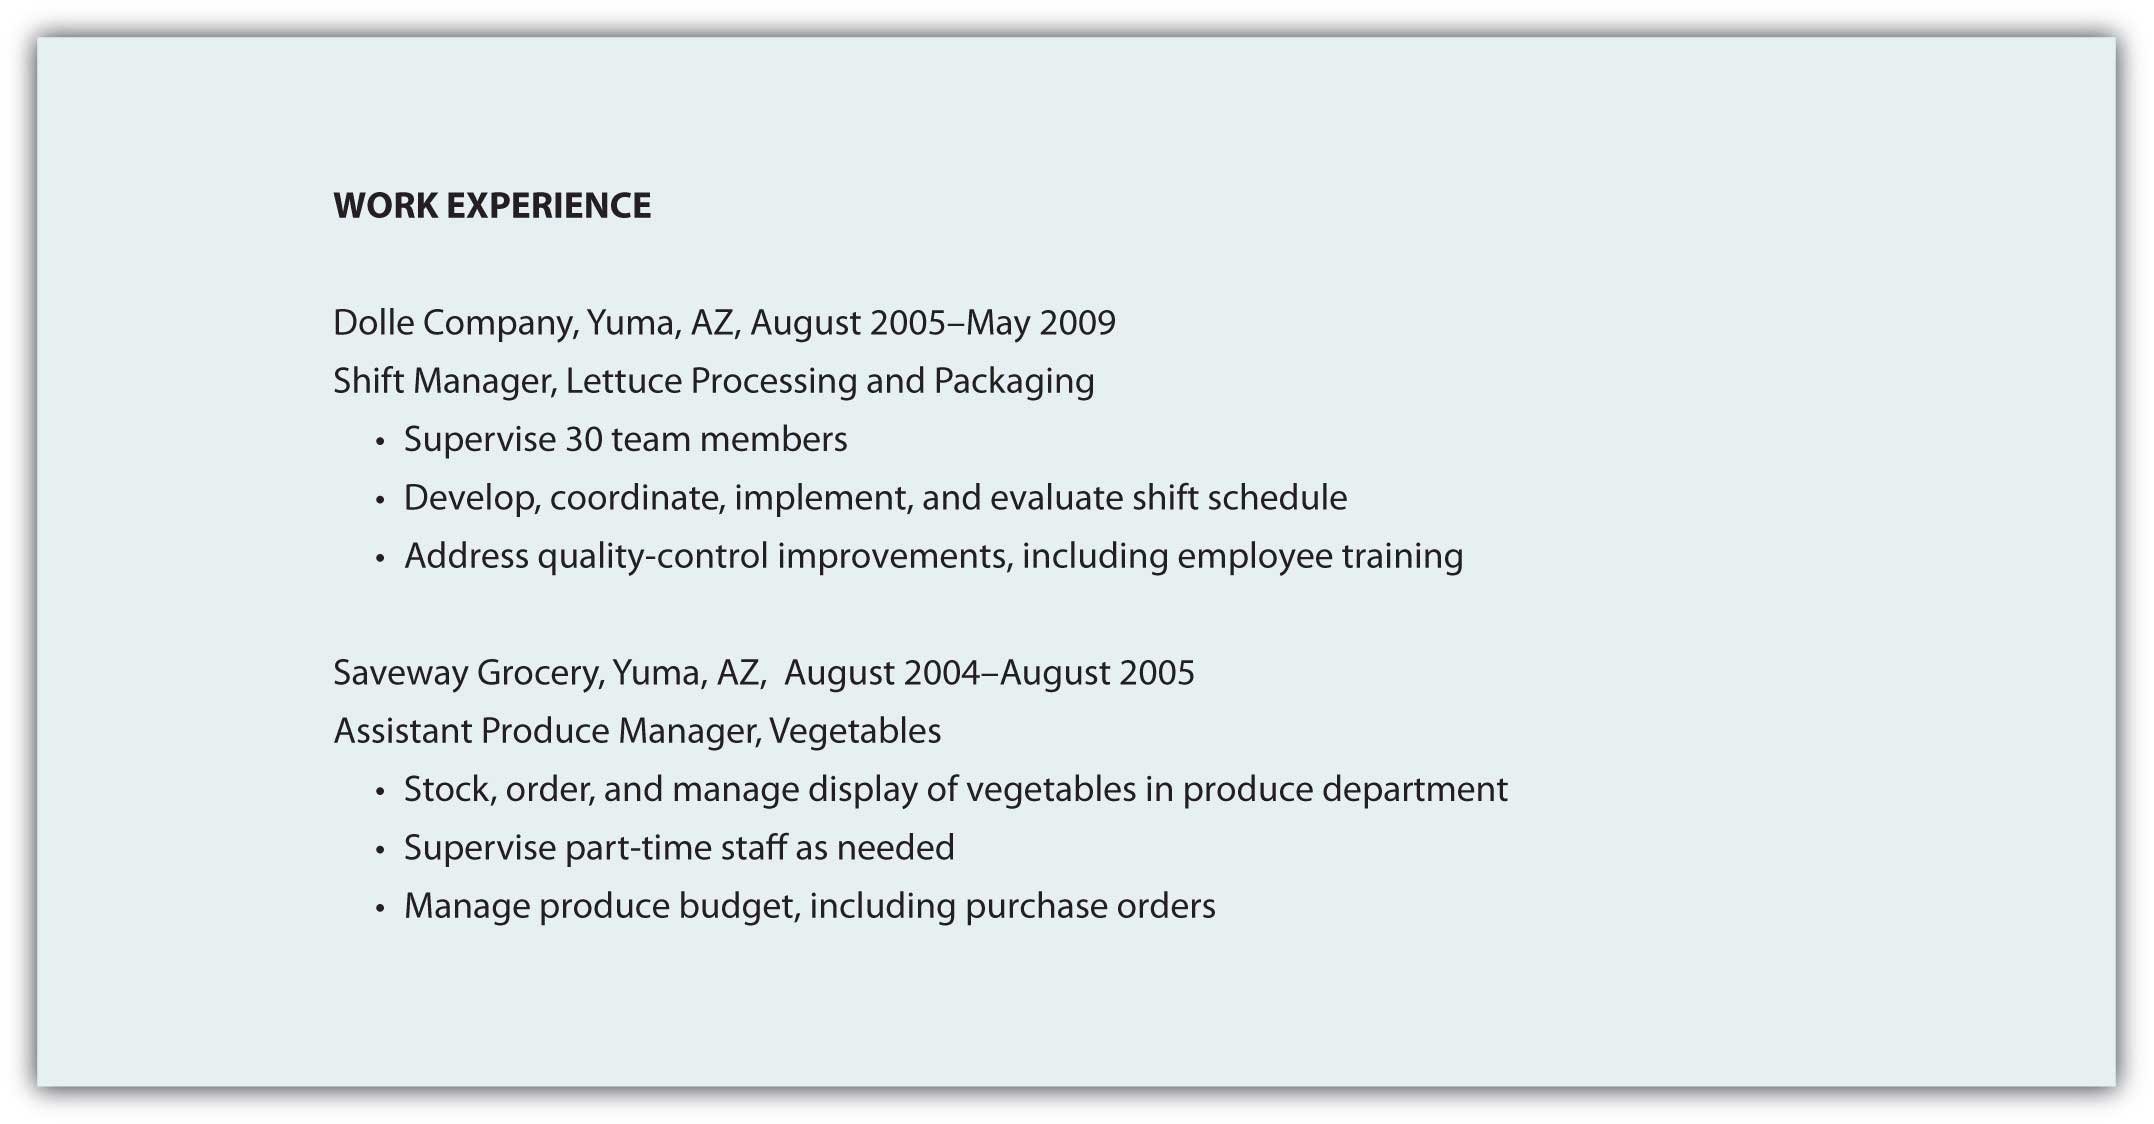 WORK EXPERIENCE
Dolle Company, Yuma, AZ, August 2005–May 2009
Shift Manager, Lettuce Processing and Packaging
• Supervise 30 team members
• Develop, coordinate, implement, and evaluate shift schedule
• Address quality-control improvements, including employee training
Saveway Grocery, Yuma, AZ,  August 2004–August 2005
Assistant Produce Manager, Vegetables
• Stock, order, and manage display of vegetables in produce department
• Supervise part-time staff as needed
• Manage produce budget, including purchase orders